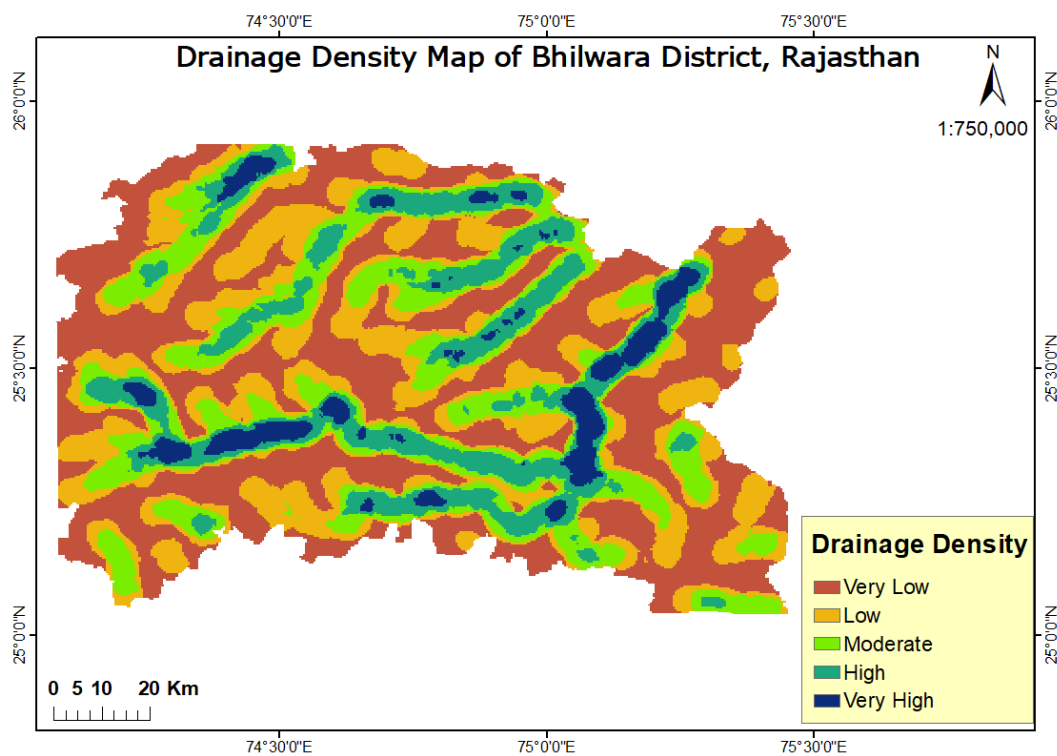 74°30'0"E 75°0'0"E 75°30'0"E
Drainage Density Map of Bhilwara District, Rajasthan
N
1:750,000
26°0'0"N 26°0'0"N
25°30'0"N 25°30'0"N
25°0'0"N 25°0'0"N
Drainage Density
Very Low
Low
Moderate
High
Very High
0 5 10 20 Km
74°30'0"E 75°0'0"E 75°30'0"E